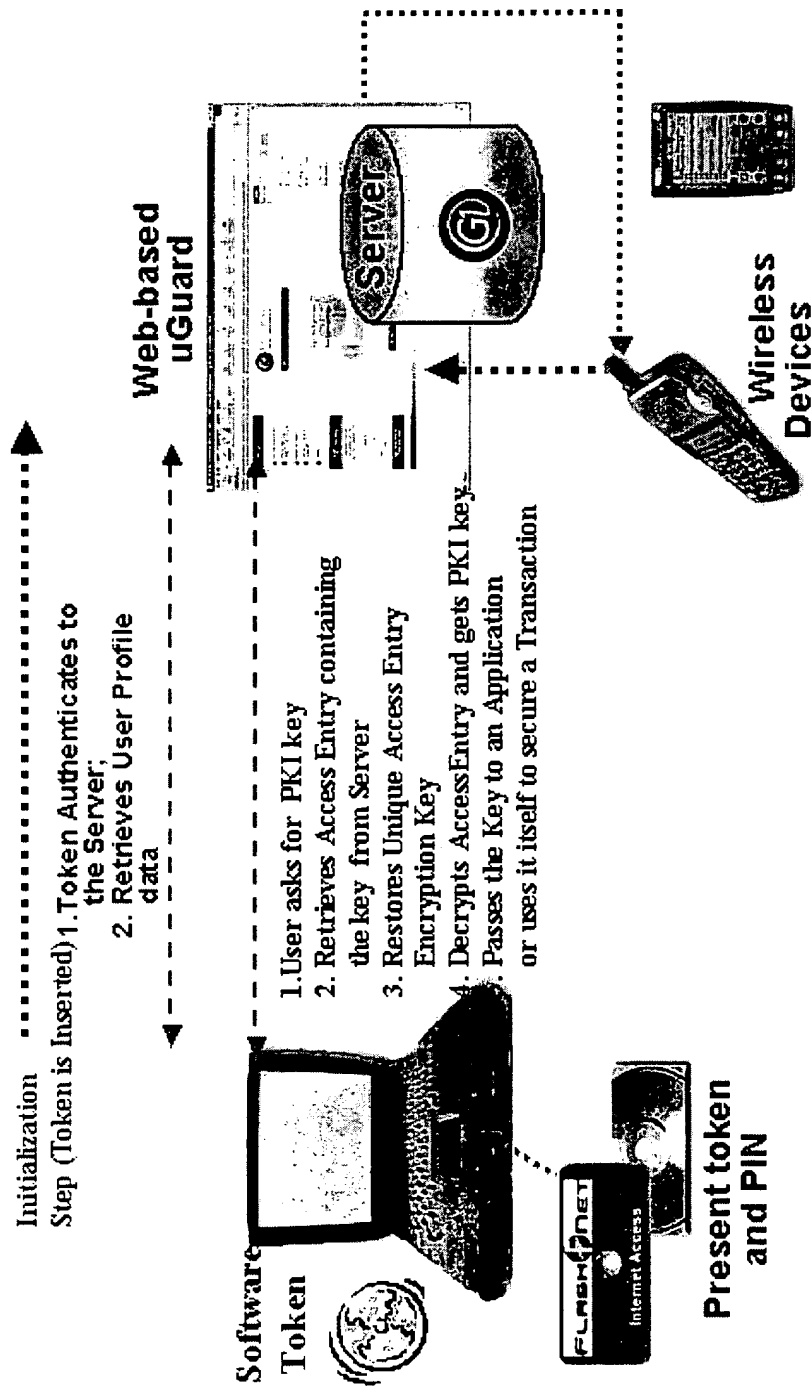 Initialization
Step (Token is Inserted) 1. Token Authenticates to
the Server;
2. Retrieves User Profile
data
Web-based
uGuard
Server
Software
Token
1.User asks for PKI key
2. Retrieves Access Entry containing
the key from Server
3. Restores Unique Access Entry
Encryption Key
4. Decrypts AccessEntry and gets PKI key
. Passes the Key to an Application
or uses it itself to secure a Transaction
FLASH NET
Internet Access
Present token
and PIN
Wireless
Devices